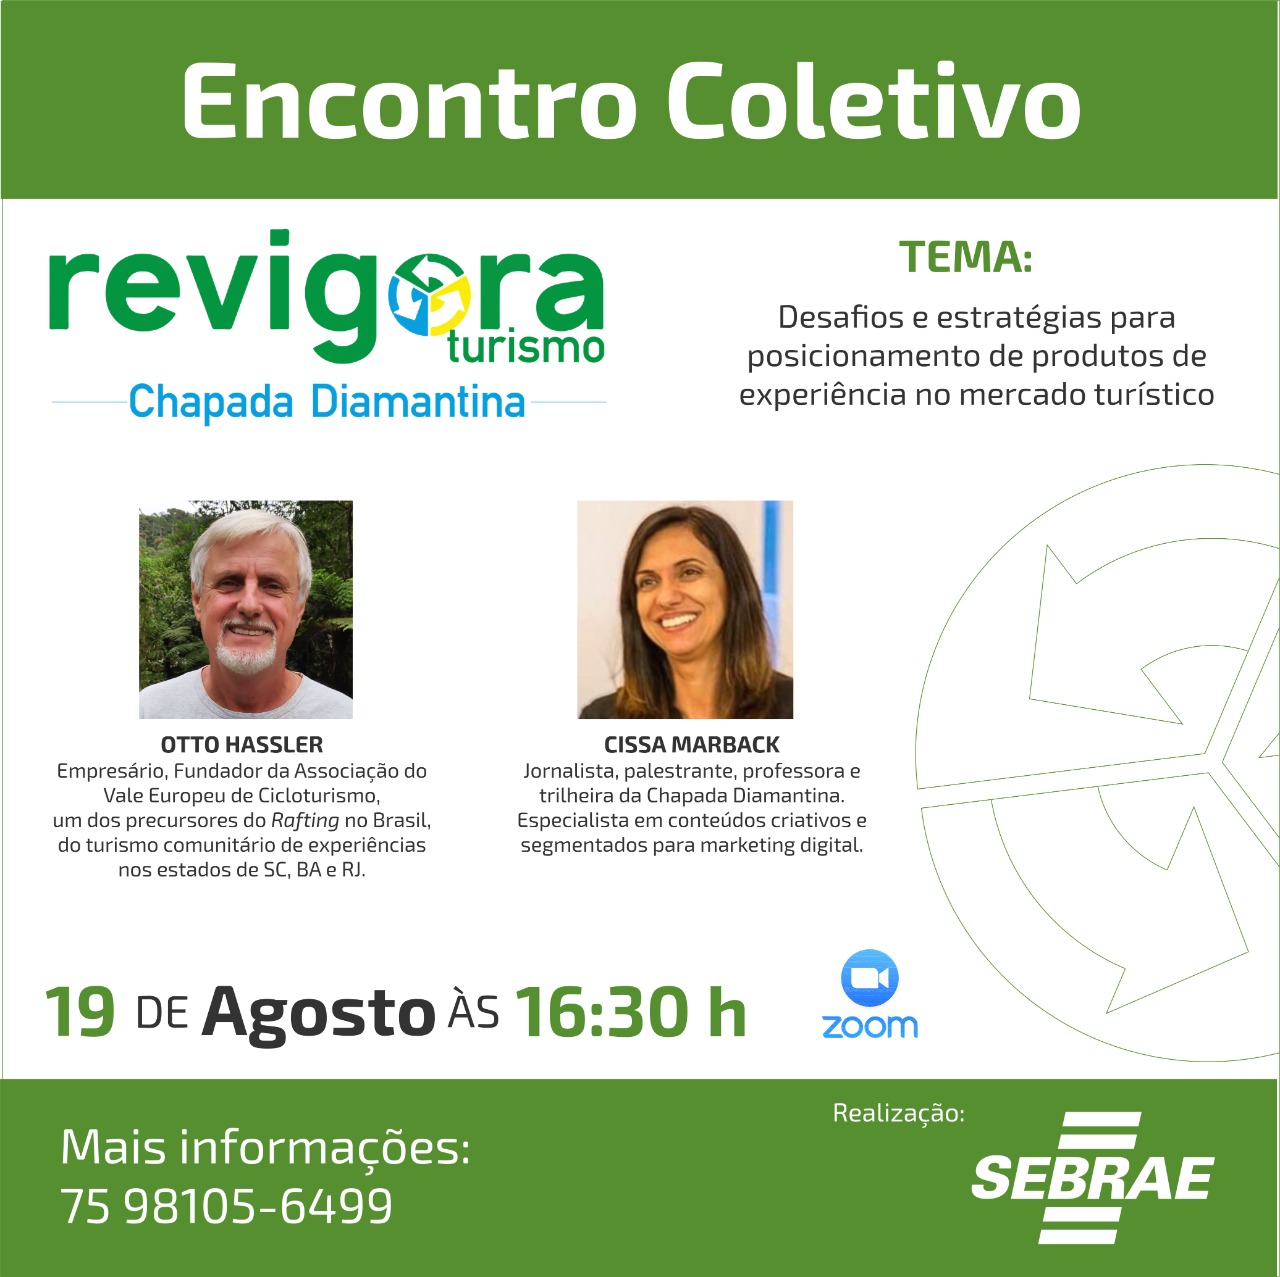 Encontro Coletivo
revigora
turismo
Chapada Diamantina
TEMA:
Desafios e estratégias para
posicionamento de produtos de
experiência no mercado turístico
OTTO HASSLER
Empresário, Fundador da Associação do
Vale Europeu de Cicloturismo,
um dos precursores do Rafting no Brasil,
do turismo comunitário de experiências
nos estados de SC, BA e RJ.
CISSA MARBACK
Jornalista, palestrante, professora e
trilheira da Chapada Diamantina.
Especialista em conteúdos criativos e
segmentados para marketing digital.
19 DE Agosto ÀS 16:30 h
zoom
Mais informações:
75 98105-6499
Realização:
SEBRAE